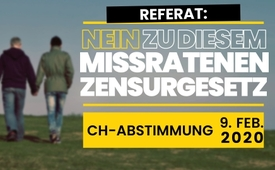 REFERAT:
NEIN ZU DIESEM
MISSRATENEN
ZENSURGESETZ
CH-ABSTIMMUNG 9. FEB.
2020